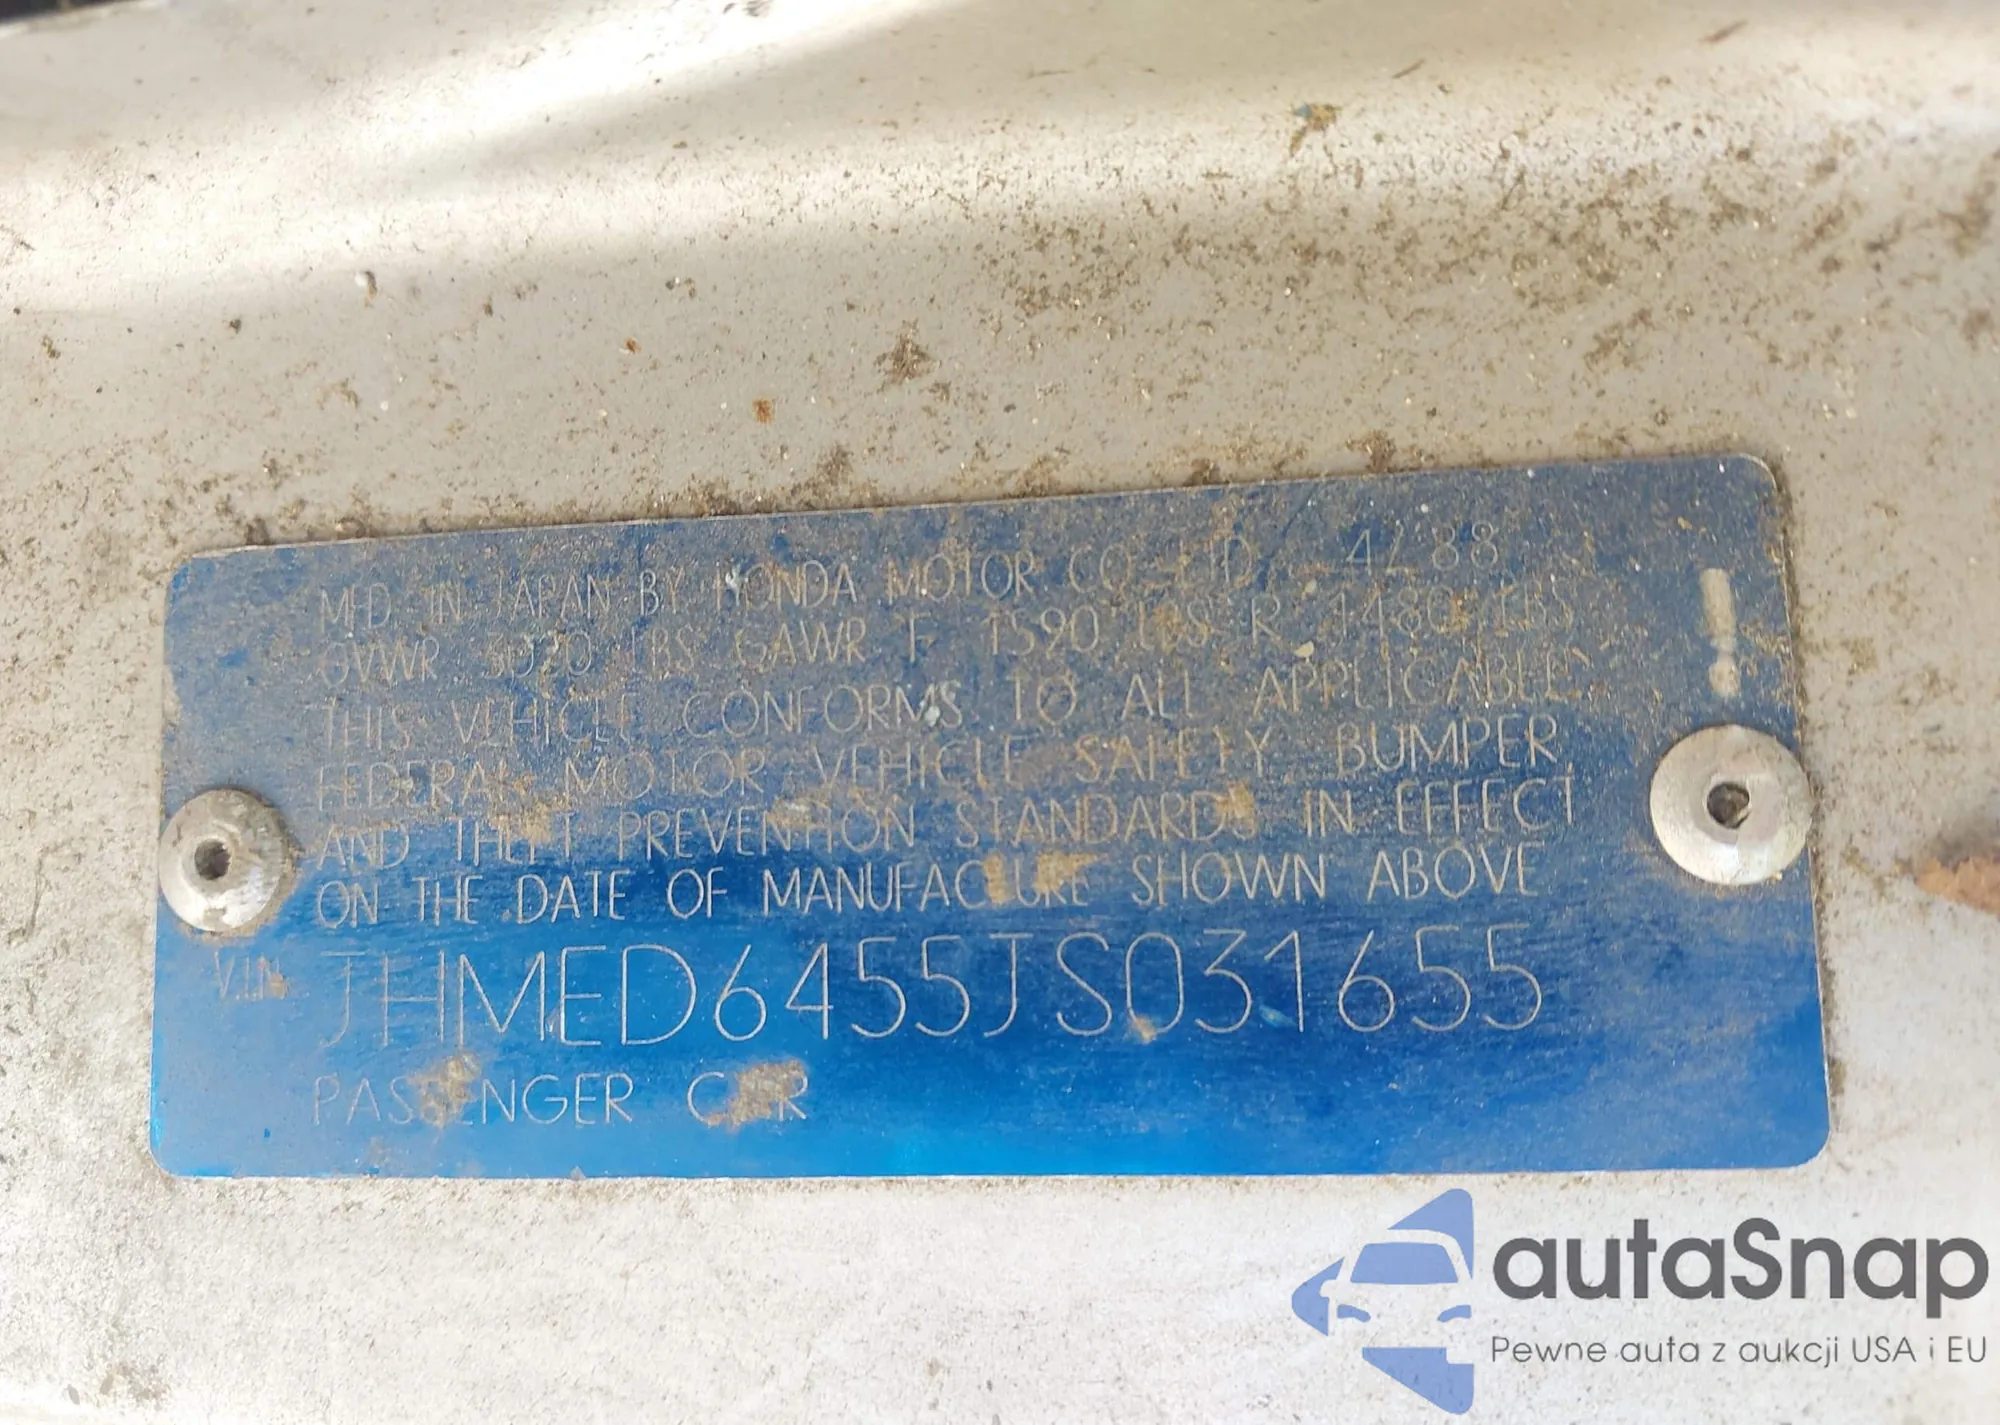 MFD IN JAPAN BY HONDA MOTOR CO LTD 4/88
GVWR 3020 LBS GAWR F 1590 LBS R 1480 LBS
THIS VEHICLE CONFORMS TO ALL APPLICABLE
FEDERAL MOTOR VEHICLE SAFETY, BUMPER,
AND THEFT PREVENTION STANDARDS IN EFFECT
ON THE DATE OF MANUFACTURE SHOWN ABOVE
V.I.N. JHMED6455JS031655
PASSENGER CAR
!
autaSnap
Pewne auta z aukcji USA i EU